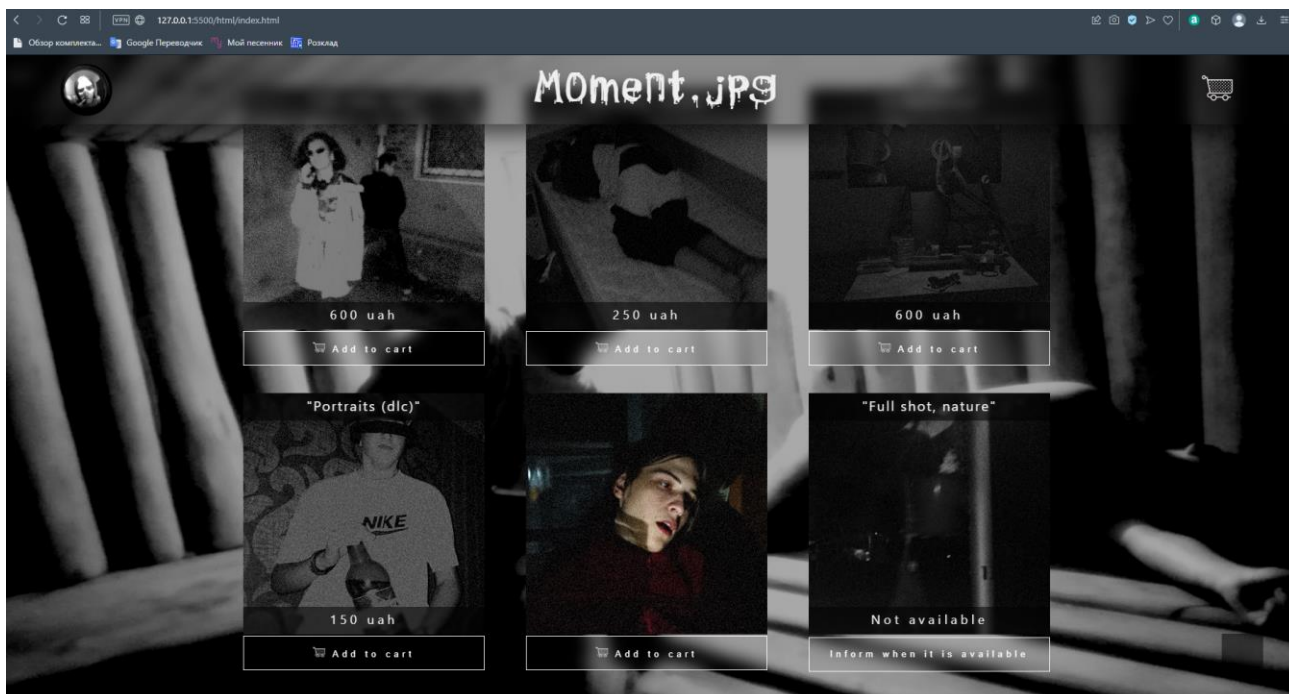 VPN
127.0.0.1:5500/html/index.html
Обзор комплекта... Google Переводчик Мой песенник Розклад
Moment.jpg
600 uah 250 uah 600 uah
Add to cart Add to cart Add to cart
"Portraits (dlc)" "Full shot, nature"
NIKE
150 uah Not available
Add to cart Add to cart Inform when it is available